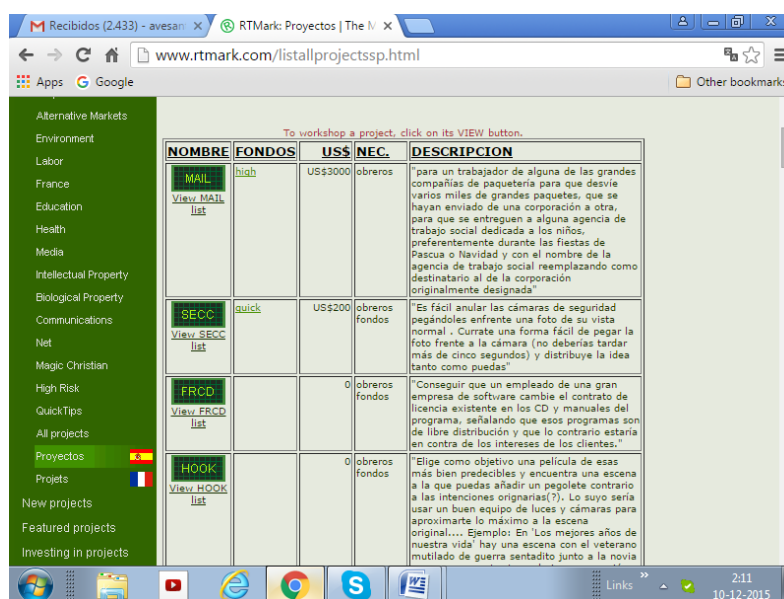 Recibidos (2.433) - avesan
RTMark: Proyectos | The M
www.rtmark.com/listallprojectssp.html
Apps
Google
Other bookmarks
Alternative Markets
Environment
Labor
France
Education
Health
Media
Intellectual Property
Biological Property
Communications
Net
Magic Christian
High Risk
QuickTips
All projects
Proyectos
Projets
New projects
Featured projects
Investing in projects
To workshop a project, click on its VIEW button.
NOMBRE FONDOS US$ NEC. DESCRIPCION
MAIL
View MAIL
list
high
US$3000
obreros
"para un trabajador de alguna de las grandes
compañías de paquetería para que desvíe
varios miles de grandes paquetes, que se
hayan enviado de una corporación a otra,
para que se entreguen a alguna agencia de
trabajo social dedicada a los niños,
preferentemente durante las fiestas de
Pascua o Navidad y con el nombre de la
agencia de trabajo social reemplazando como
destinatario al de la corporación
originalmente designada"
SECC
View SECC
list
quick
US$200
obreros
fondos
"Es fácil anular las cámaras de seguridad
pegándoles enfrente una foto de su vista
normal . Currate una forma fácil de pegar la
foto frente a la cámara (no deberías tardar
más de cinco segundos) y distribuye la idea
tanto como puedas"
FRCD
View FRCD
list
0
obreros
fondos
"Conseguir que un empleado de una gran
empresa de software cambie el contrato de
licencia existente en los CD y manuales del
programa, señalando que esos programas son
de libre distribución y que lo contrario estaría
en contra de los intereses de los clientes."
HOOK
View HOOK
list
0
obreros
fondos
"Elige como objetivo una película de esas
más bien predecibles y encuentra una escena
a la que puedas añadir un pegolete contrario
a las intenciones orignarias(?). Lo suyo sería
usar un buen equipo de luces y cámaras para
aproximarte lo máximo a la escena
original.... Ejemplo: En 'Los mejores años de
nuestra vida' hay una escena con el veterano
mutilado de guerra sentadito junto a la novia
Links
2:11
10-12-2015